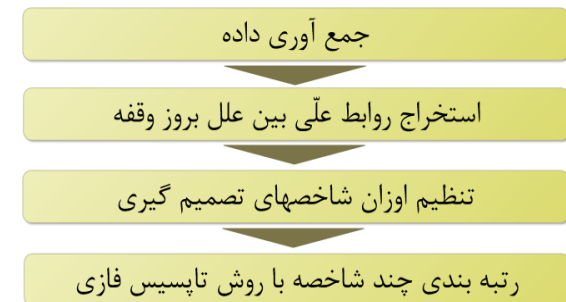 جمع آوری داده
استخراج روابط علّی بین علل بروز وقفه
تنظیم اوزان شاخصهای تصمیم گیری
رتبه بندی چند شاخصه با روش تاپسیس فازی